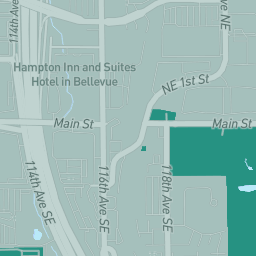 114th Ave
Ave NE
Hampton Inn and Suites
Hotel in Bellevue
NE 1st St
Main St
Main St
114th Ave SE
116th Ave SE
118th Ave SE